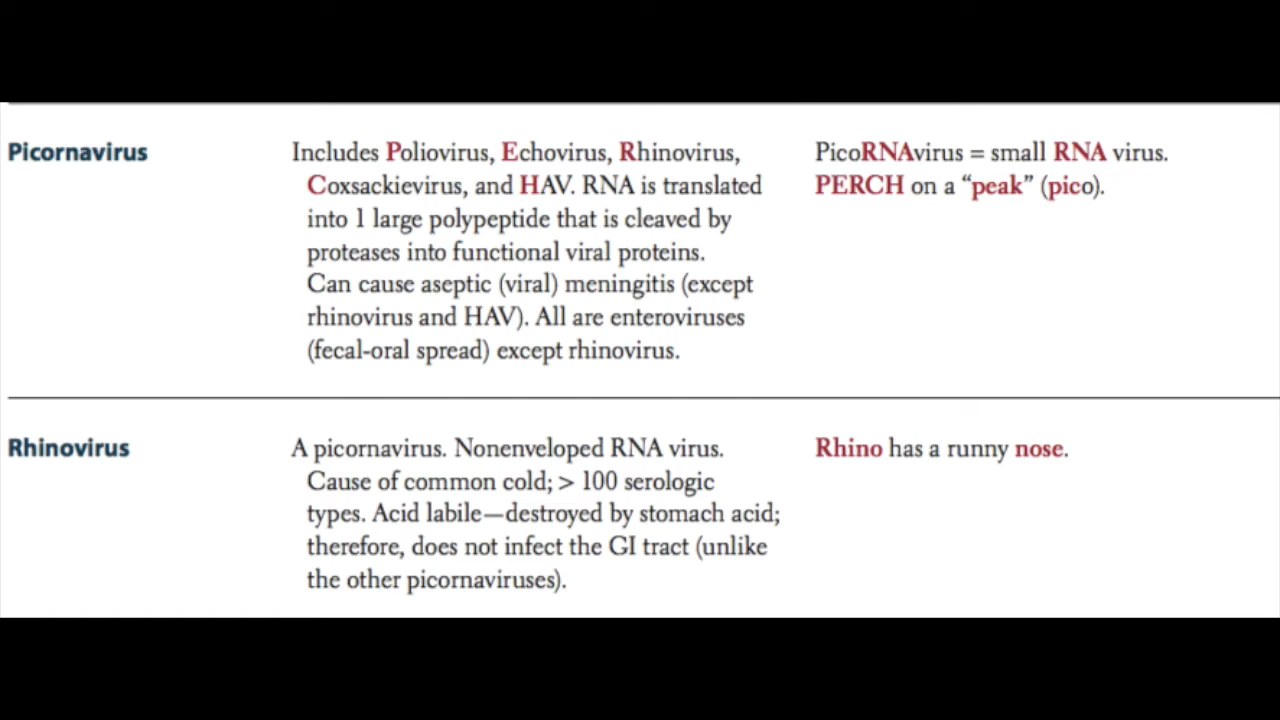 Picornavirus
Includes Poliovirus, Echovirus, Rhinovirus,
Coxsackievirus, and HAV. RNA is translated
into 1 large polypeptide that is cleaved by
proteases into functional viral proteins.
Can cause aseptic (viral) meningitis (except
rhinovirus and HAV). All are enteroviruses
(fecal-oral spread) except rhinovirus.
PicoRNAvirus = small RNA virus.
PERCH on a “peak” (pico).
Rhinovirus
A picornavirus. Nonenveloped RNA virus.
Cause of common cold; > 100 serologic
types. Acid labile—destroyed by stomach acid;
therefore, does not infect the GI tract (unlike
the other picornaviruses).
Rhino has a runny nose.